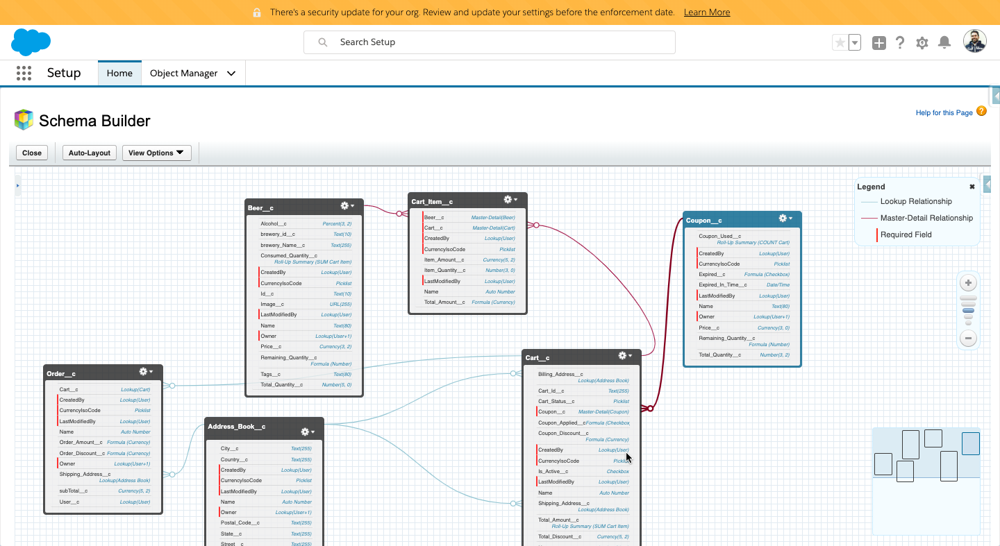 There's a security update for your org. Review and update your settings before the enforcement date. Learn More
Search Setup
Setup
Home
Object Manager
Schema Builder
Help for this Page
?
Close
Auto-Layout
View Options
Beer__c
Alcohol__c Percent(3, 2)
brewery_id__c Text(10)
brewery_Name__c Text(255)
Consumed_Quantity__c
Roll-Up Summary (SUM Cart Item)
CreatedBy Lookup(User)
CurrencyIsoCode Picklist
Id__c Text(10)
Image__c URL(255)
LastModifiedBy Lookup(User)
Name Text(80)
Owner Lookup(User+1)
Price__c Currency(3, 2)
Remaining_Quantity__c
Formula (Number)
Tags__c Text(80)
Total_Quantity__c Number(5, 0)
Cart_Item__c
Beer__c Master-Detail(Beer)
Cart__c Master-Detail(Cart)
CreatedBy Lookup(User)
CurrencyIsoCode Picklist
Item_Amount__c Currency(5, 2)
Item_Quantity__c Number(3, 0)
LastModifiedBy Lookup(User)
Name Auto Number
Total_Amount__c Formula (Currency)
Coupon__c
Coupon_Used__c
Roll-Up Summary (COUNT Cart)
CreatedBy Lookup(User)
CurrencyIsoCode Picklist
Expired__c Formula (Checkbox)
Expired_In_Time__c Date/Time
LastModifiedBy Lookup(User)
Name Text(80)
Owner Lookup(User+1)
Price__c Currency(3, 0)
Remaining_Quantity__c
Formula (Number)
Total_Quantity__c Number(3, 2)
Legend
Lookup Relationship
Master-Detail Relationship
Required Field
Order__c
Cart__c Lookup(Cart)
CreatedBy Lookup(User)
CurrencyIsoCode Picklist
LastModifiedBy Lookup(User)
Name Auto Number
Order_Amount__c Formula (Currency)
Order_Discount__c Formula (Currency)
Owner Lookup(User+1)
Shipping_Address__c
Lookup(Address Book)
subTotal__c Currency(5, 2)
User__c Lookup(User)
Address_Book__c
City__c Text(255)
Country__c Text(255)
CreatedBy Lookup(User)
CurrencyIsoCode Picklist
LastModifiedBy Lookup(User)
Name Auto Number
Owner Lookup(User+1)
Postal_Code__c Text(255)
State__c Text(255)
Street__c Text(255)
Cart__c
Billing_Address__c
Lookup(Address Book)
Cart_Id__c Text(255)
Cart_Status__c Picklist
Coupon__c Master-Detail(Coupon)
Coupon_Applied__c Formula (Checkbox
Coupon_Discount__c
Formula (Currency)
CreatedBy Lookup(User)
CurrencyIsoCode Picklist
Is_Active__c Checkbox
LastModifiedBy Lookup(User)
Name Auto Number
Shipping_Address__c
Lookup(Address Book)
Total_Amount__c
Roll-Up Summary (SUM Cart Item)
Total_Discount__c Currency(5, 2)